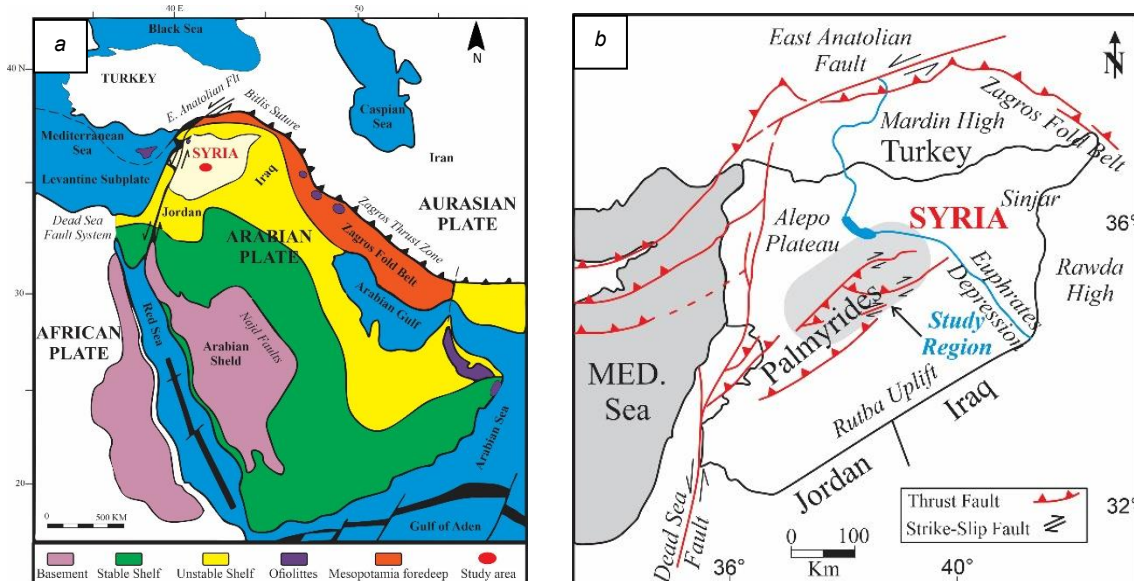 a
40 E
50
Black Sea
N
40 N
TURKEY
E. Anatolian Flt
Bitlis Suture
Caspian
Sea
Mediterranean
Sea
SYRIA
Iran
Levantine Subplate
Iraq
Dead Sea
Fault System
Jordan
AURASIAN
PLATE
ARABIAN
PLATE
Zagros Thrust Zone
Zagros Fold Belt
30
Arabian Gulf
AFRICAN
PLATE
Red Sea
Najd Faults
Arabian
Sheld
Arabian Sea
20
0 500 KM
Gulf of Aden
Basement
Stable Shelf
Unstable Shelf
Ofiolittes
Mesopotamia foredeep
Study area
b
East Anatolian
Fault
N
Zagros Fold Belt
Mardin High
Turkey
Sinjar
SYRIA
36°
Alepo
Plateau
Euphrates
Depression
Rawda
High
Palmyrides
Study
Region
MED.
Sea
Rutba Uplift
Iraq
Jordan
Dead Sea
Fault
Thrust Fault
Strike-Slip Fault
32°
0 100
Km
36°
40°